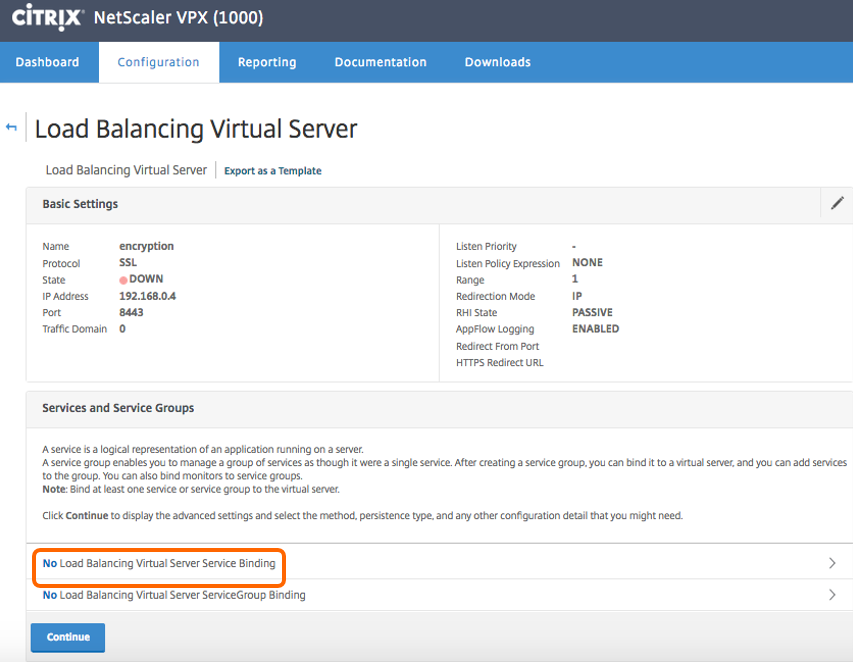 CİTRIX NetScaler VPX (1000)
Dashboard Configuration Reporting Documentation Downloads
Load Balancing Virtual Server
Load Balancing Virtual Server Export as a Template
Basic Settings
Name encryption
Protocol SSL
State DOWN
IP Address 192.168.0.4
Port 8443
Traffic Domain 0
Listen Priority -
Listen Policy Expression NONE
Range 1
Redirection Mode IP
RHI State PASSIVE
AppFlow Logging ENABLED
Redirect From Port
HTTPS Redirect URL
Services and Service Groups
A service is a logical representation of an application running on a server.
A service group enables you to manage a group of services as though it were a single service. After creating a service group, you can bind it to a virtual server, and you can add services
to the group. You can also bind monitors to service groups.
Note: Bind at least one service or service group to the virtual server.
Click Continue to display the advanced settings and select the method, persistence type, and any other configuration detail that you might need.
No Load Balancing Virtual Server Service Binding
No Load Balancing Virtual Server ServiceGroup Binding
Continue